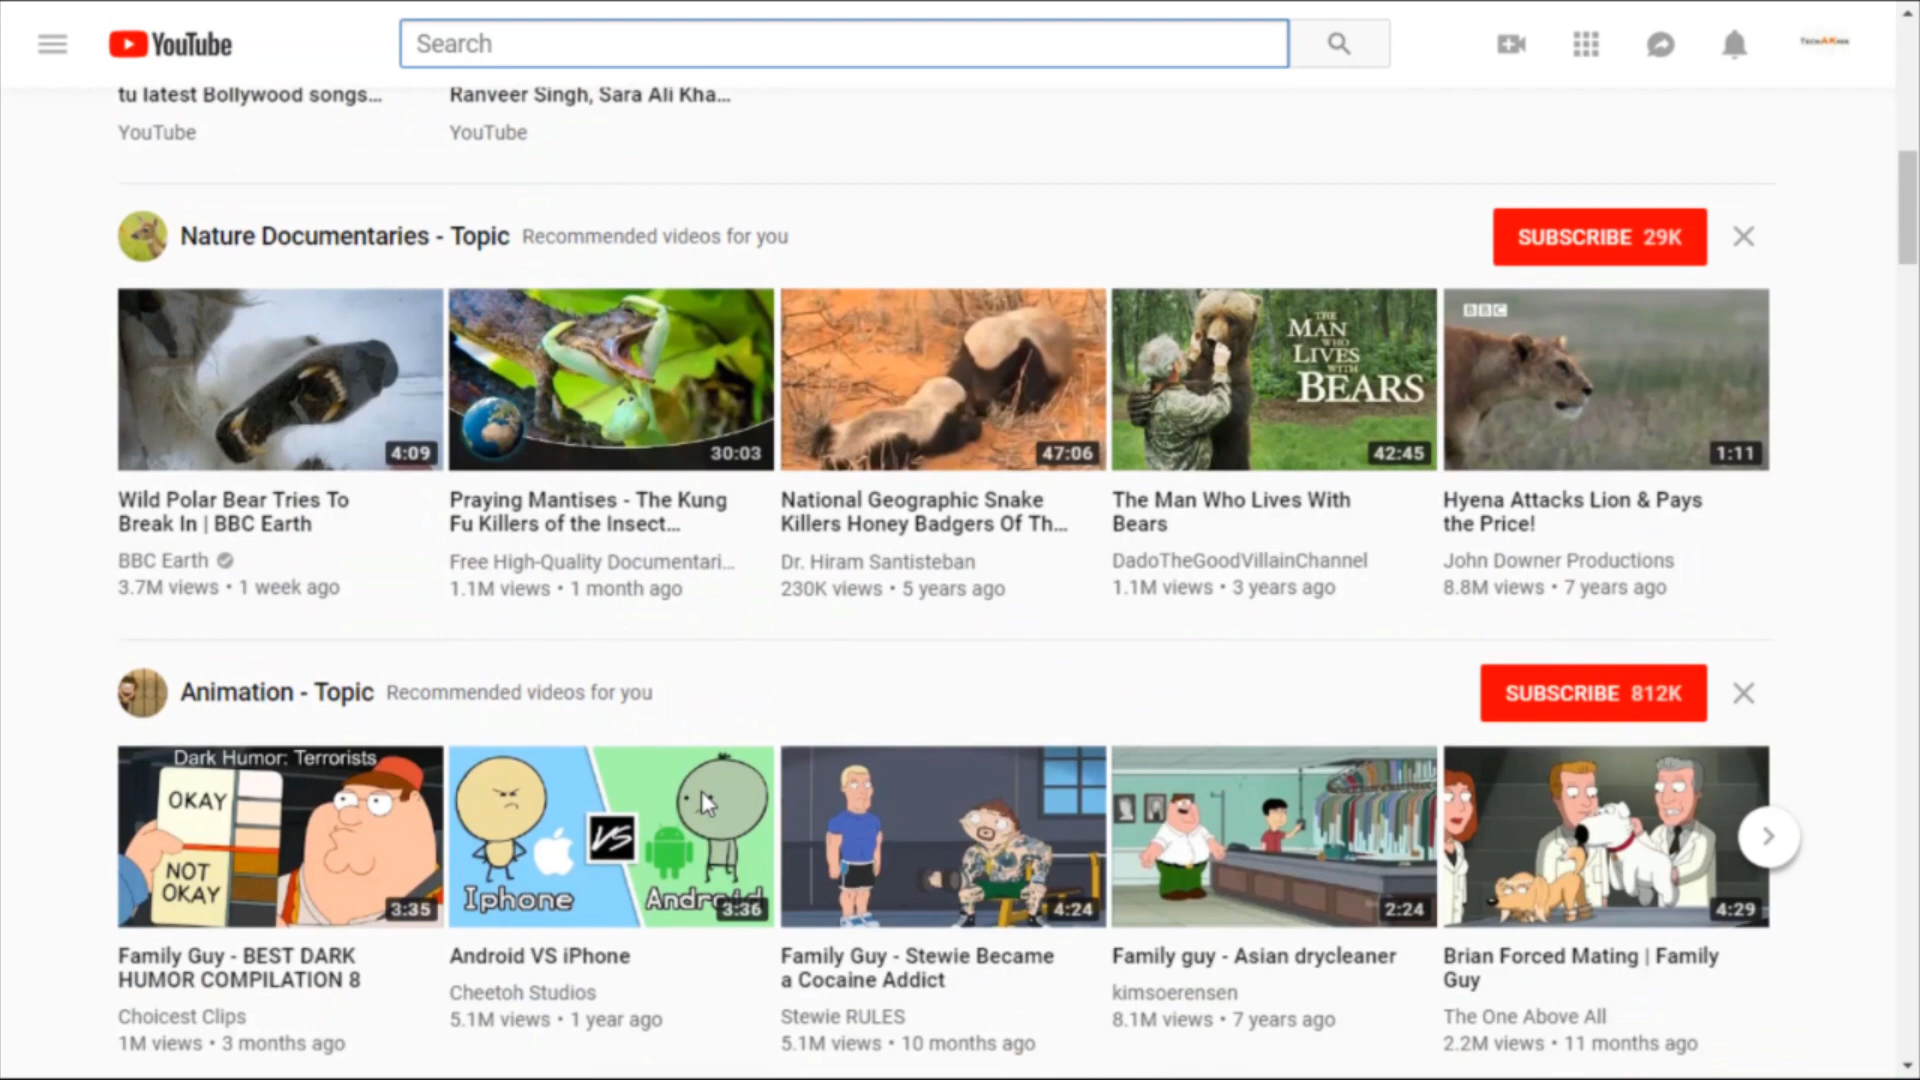 YouTube
Search
TECHAKNIK
tu latest Bollywood songs...
Ranveer Singh, Sara Ali Kha...
YouTube
YouTube
Nature Documentaries - Topic Recommended videos for you
SUBSCRIBE 29K
THE
MAN
WHO
LIVES
WITH
BEARS
BBC
4:09
30:03
47:06
42:45
1:11
Wild Polar Bear Tries To
Break In | BBC Earth
BBC Earth
3.7M views • 1 week ago
Praying Mantises - The Kung
Fu Killers of the Insect...
Free High-Quality Documentari...
1.1M views • 1 month ago
National Geographic Snake
Killers Honey Badgers Of Th...
Dr. Hiram Santisteban
230K views • 5 years ago
The Man Who Lives With
Bears
DadoTheGoodVillainChannel
1.1M views • 3 years ago
Hyena Attacks Lion & Pays
the Price!
John Downer Productions
8.8M views • 7 years ago
Animation - Topic Recommended videos for you
SUBSCRIBE 812K
Dark Humor: Terrorists
OKAY
NOT
OKAY
3:35
VS
Iphone
Android
3:36
4:24
2:24
4:29
Family Guy - BEST DARK
HUMOR COMPILATION 8
Choicest Clips
1M views • 3 months ago
Android VS iPhone
Cheetoh Studios
5.1M views • 1 year ago
Family Guy - Stewie Became
a Cocaine Addict
Stewie RULES
5.1M views • 10 months ago
Family guy - Asian drycleaner
kimsoerensen
8.1M views • 7 years ago
Brian Forced Mating | Family
Guy
The One Above All
2.2M views • 11 months ago